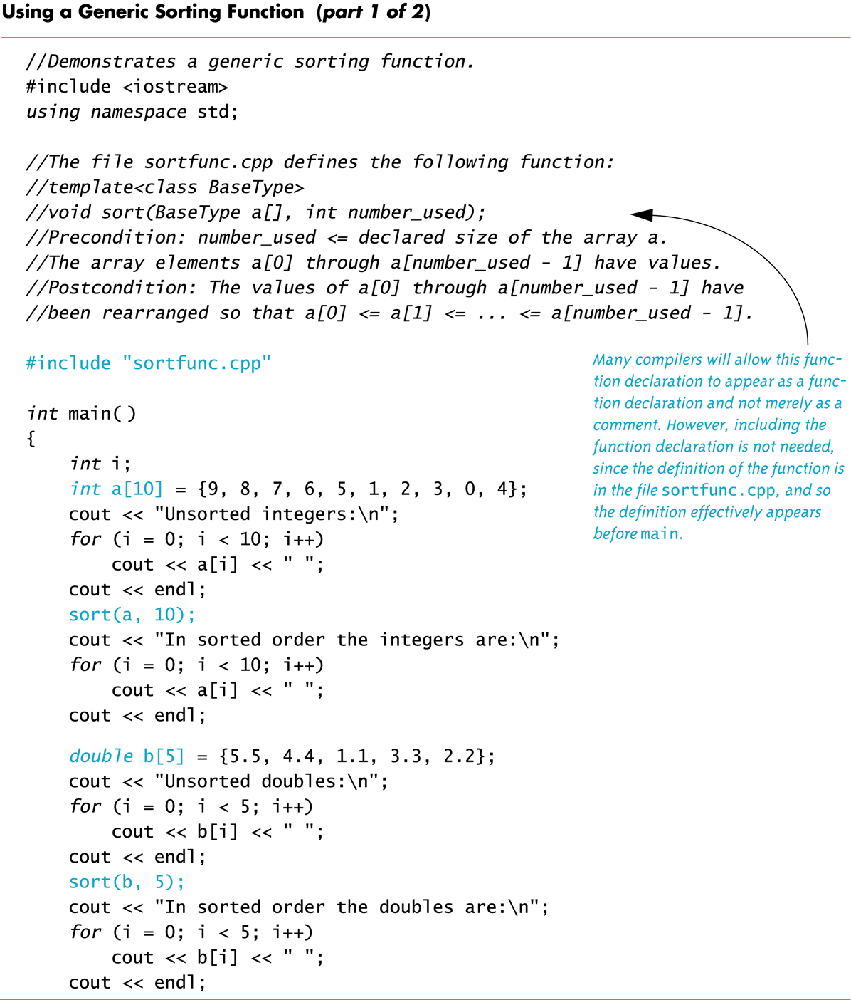 Using a Generic Sorting Function (part 1 of 2)
//Demonstrates a generic sorting function.
#include <iostream>
using namespace std;
//The file sortfunc.cpp defines the following function:
//template<class BaseType>
//void sort(BaseType a[], int number_used);
//Precondition: number_used <= declared size of the array a.
//The array elements a[0] through a[number_used – 1] have values.
//Postcondition: The values of a[0] through a[number_used – 1] have
//been rearranged so that a[0] <= a[1] <= ... <= a[number_used – 1].
#include "sortfunc.cpp"
int main( )
{
    int i;
    int a[10] = {9, 8, 7, 6, 5, 1, 2, 3, 0, 4};
    cout << "Unsorted integers:\n";
    for (i = 0; i < 10; i++)
        cout << a[i] << " ";
    cout << endl;
    sort(a, 10);
    cout << "In sorted order the integers are:\n";
    for (i = 0; i < 10; i++)
        cout << a[i] << " ";
    cout << endl;
    double b[5] = {5.5, 4.4, 1.1, 3.3, 2.2};
    cout << "Unsorted doubles:\n";
    for (i = 0; i < 5; i++)
        cout << b[i] << " ";
    cout << endl;
    sort(b, 5);
    cout << "In sorted order the doubles are:\n";
    for (i = 0; i < 5; i++)
        cout << b[i] << " ";
    cout << endl;
Many compilers will allow this func-
tion declaration to appear as a func-
tion declaration and not merely as a
comment. However, including the
function declaration is not needed,
since the definition of the function is
in the file sortfunc.cpp, and so
the definition effectively appears
before main.